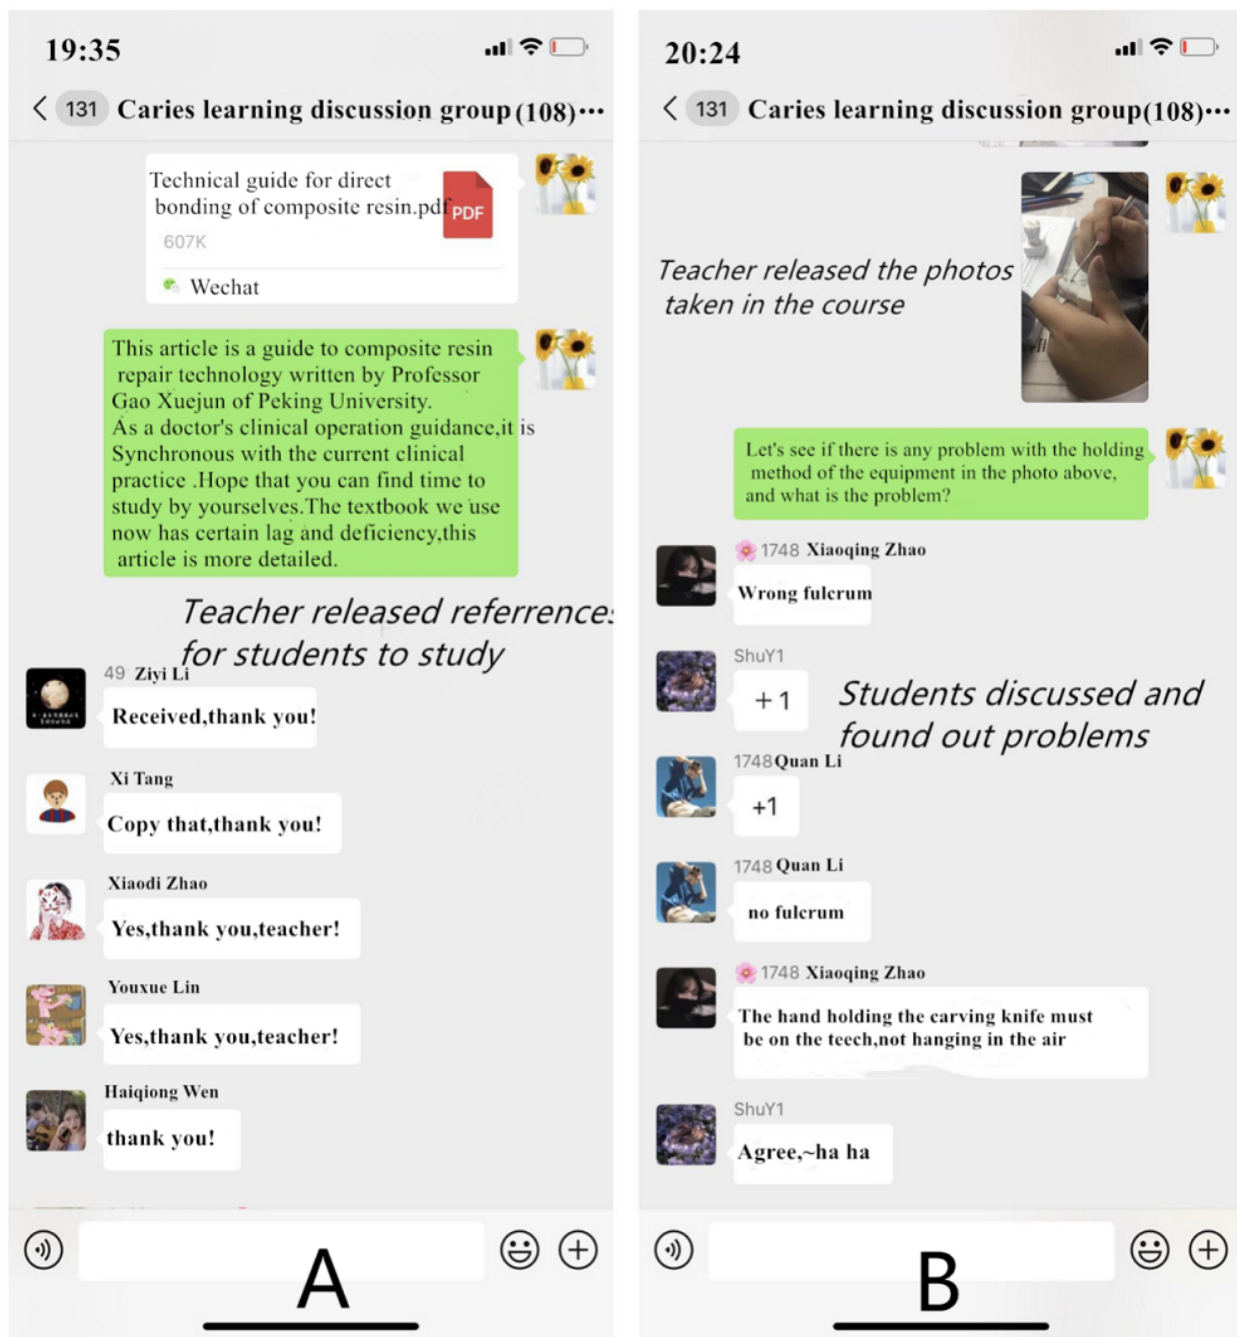 19:35
131 Caries learning discussion group(108)
Technical guide for direct
bonding of composite resin.pdf
PDF
607K
Wechat
This article is a guide to composite resin
repair technology written by Professor
Gao Xuejun of Peking University.
As a doctor's clinical operation guidance,it is
Synchronous with the current clinical
practice .Hope that you can find time to
study by yourselves.The textbook we use
now has certain lag and deficiency,this
article is more detailed.
Teacher released referrences
for students to study
49 Ziyi Li
Received,thank you!
Xi Tang
Copy that,thank you!
Xiaodi Zhao
Yes,thank you,teacher!
Youxue Lin
Yes,thank you,teacher!
Haiqiong Wen
thank you!
A
20:24
131 Caries learning discussion group(108)
Teacher released the photos
taken in the course
Let's see if there is any problem with the holding
method of the equipment in the photo above,
and what is the problem?
1748 Xiaoqing Zhao
Wrong fulcrum
ShuY1
+1
Students discussed and
found out problems
1748 Quan Li
+1
1748 Quan Li
no fulcrum
1748 Xiaoqing Zhao
The hand holding the carving knife must
be on the teech,not hanging in the air
ShuY1
Agree,~ha ha
B